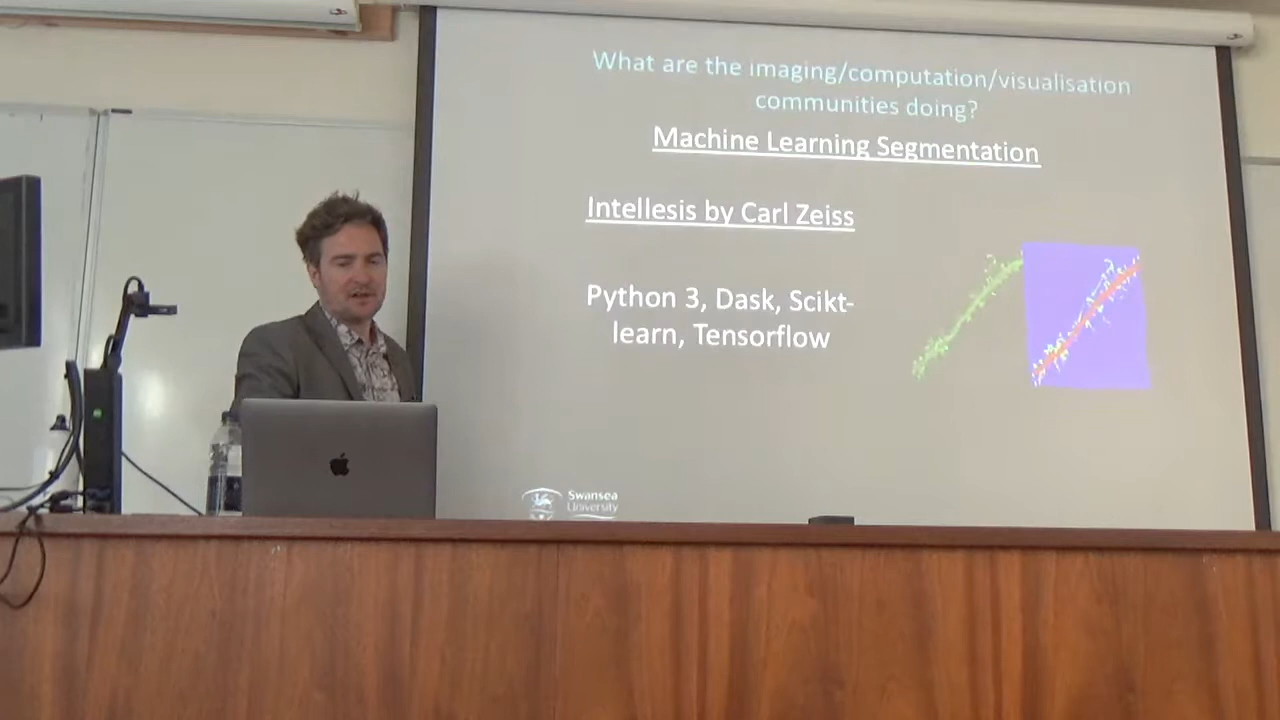 What are the imaging/computation/visualisation
communities doing?
Machine Learning Segmentation
Intellesis by Carl Zeiss
Python 3, Dask, Scikt-
learn, Tensorflow
Swansea
University